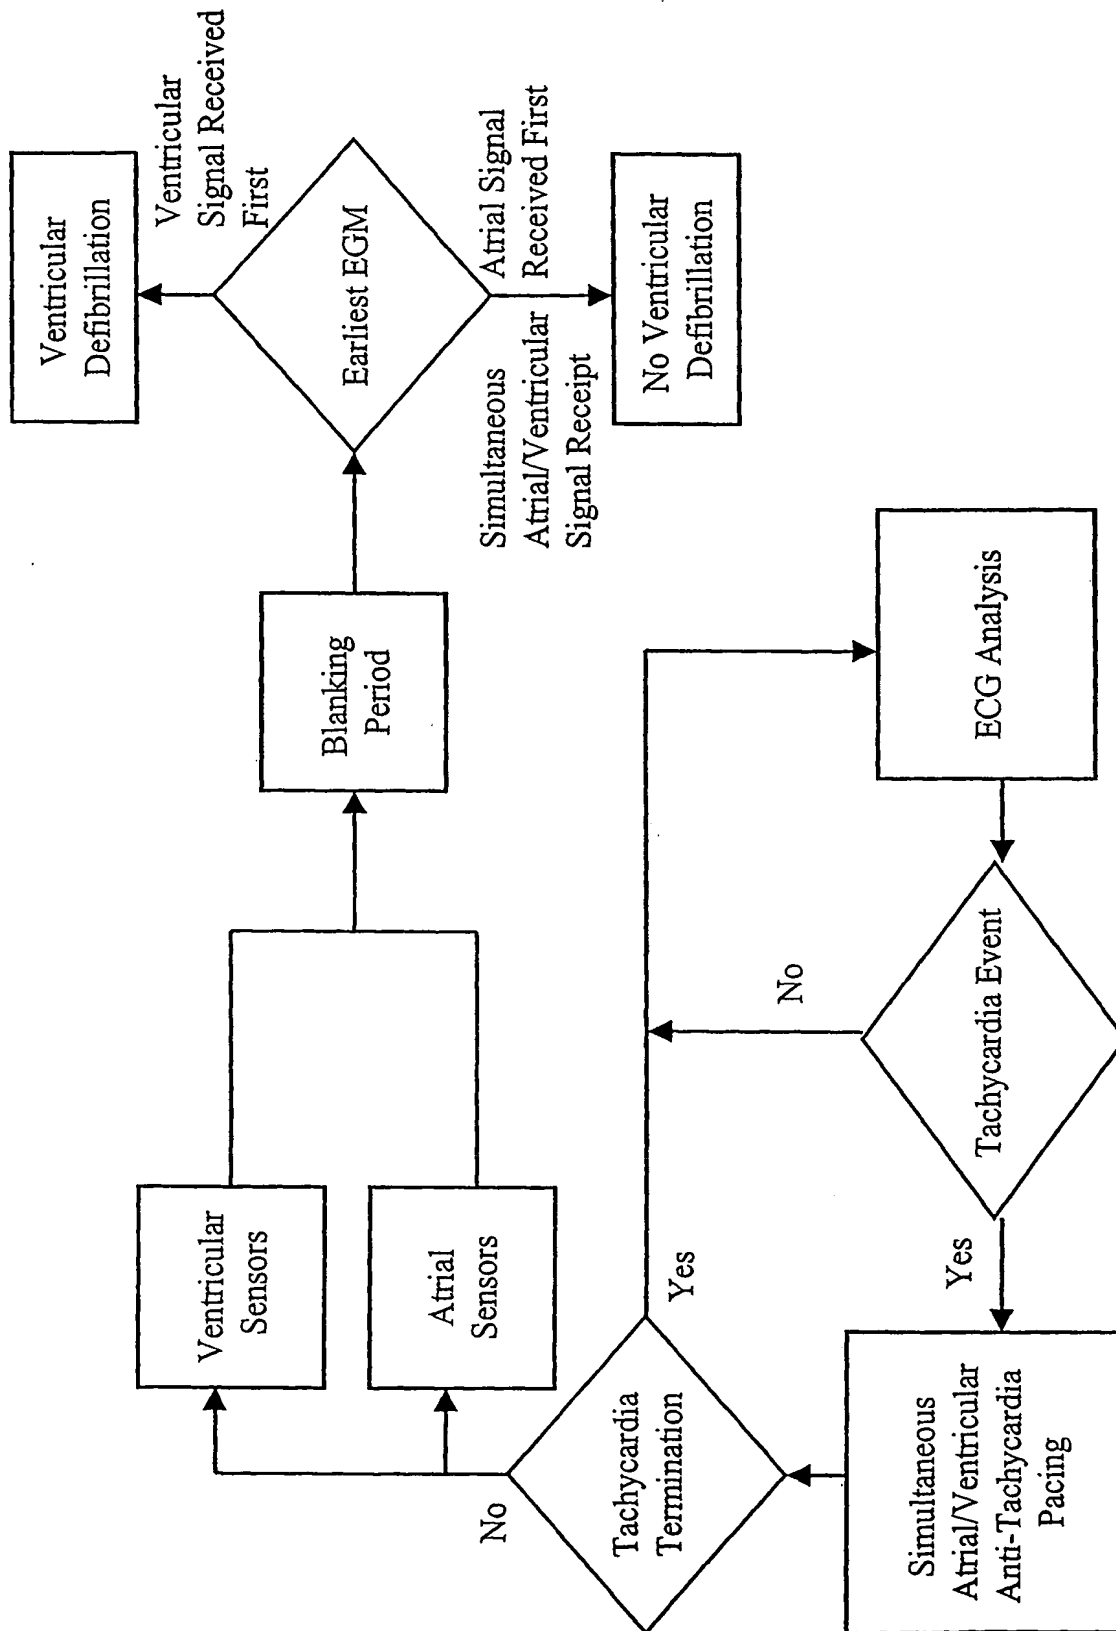 ECG Analysis
Tachycardia Event
No
Yes
Simultaneous
Atrial/Ventricular
Anti-Tachycardia
Pacing
Tachycardia
Termination
Yes
No
Ventricular
Sensors
Atrial
Sensors
Blanking
Period
Earliest EGM
Ventricular
Signal Received
First
Ventricular
Defibrillation
Simultaneous
Atrial/Ventricular
Signal Receipt
Atrial Signal
Received First
No Ventricular
Defibrillation